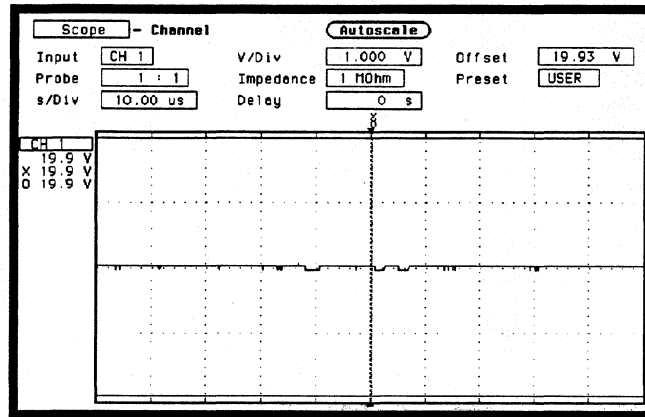 Scope - Channel Autoscale
Input CH 1 V/Div 1.000 V Offset 19.93 V
Probe 1 : 1 Impedance 1 MOhm Preset USER
s/Div 10.00 us Delay 0 s
X
O
CH 1
19.9 V
X 19.9 V
O 19.9 V